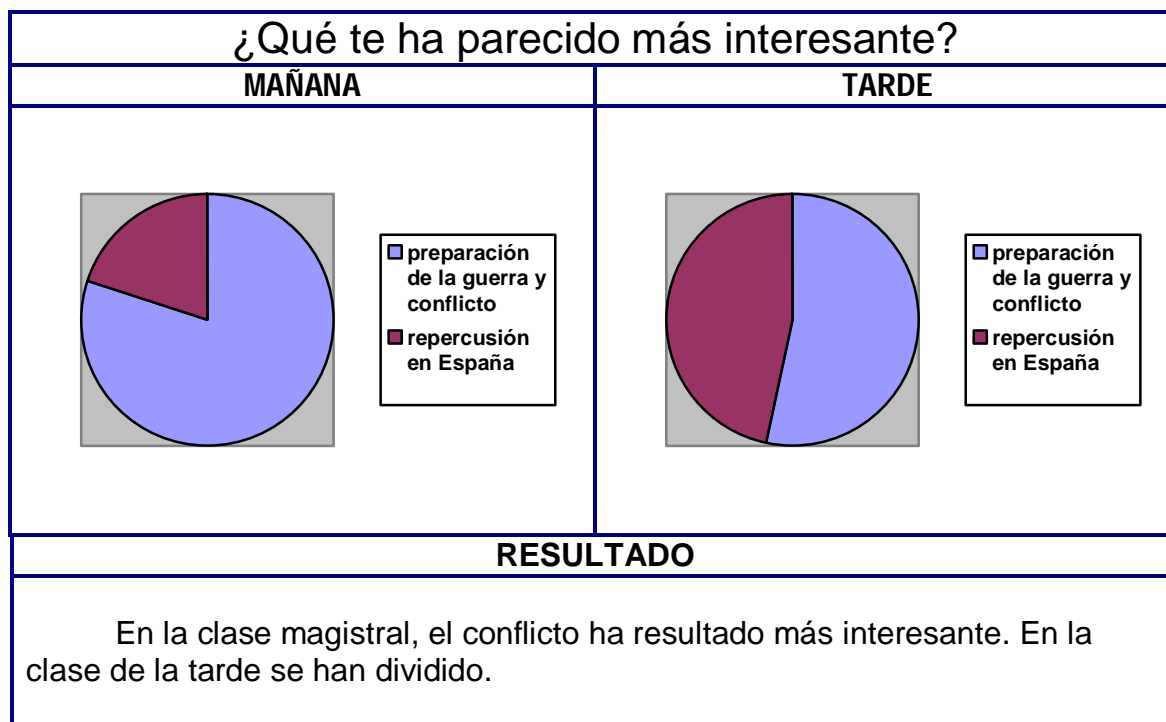 ¿Qué te ha parecido más interesante?
MAÑANA
TARDE
preparación
de la guerra y
conflicto
repercusión
en España
preparación
de la guerra y
conflicto
repercusión
en España
RESULTADO
En la clase magistral, el conflicto ha resultado más interesante. En la
clase de la tarde se han dividido.